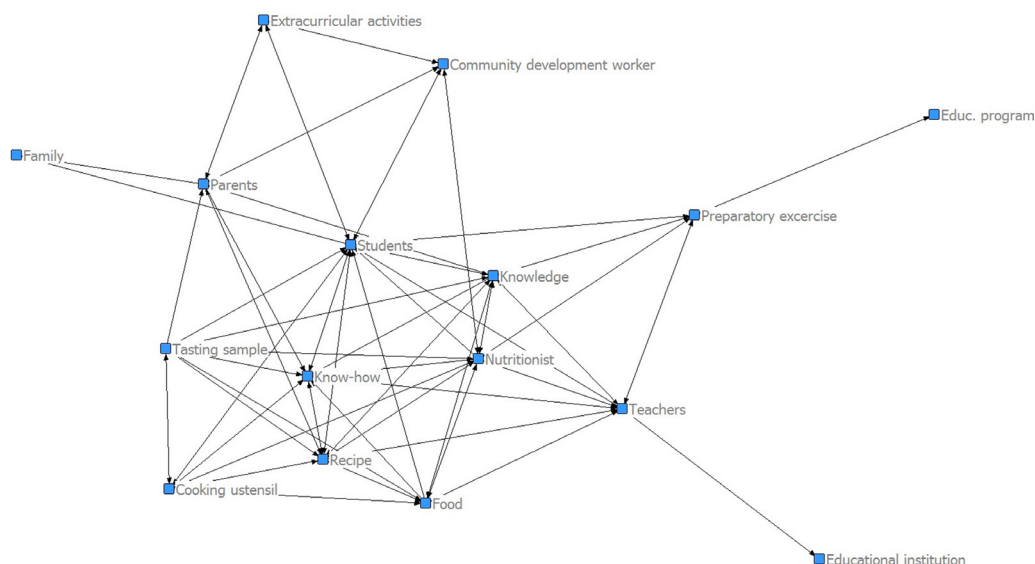 Extracurricular activities
Community development worker
Educ. program
Family
Parents
Preparatory excercise
Students
Knowledge
Tasting sample
Nutritionist
Know-how
Teachers
Recipe
Cooking ustensil
Food
Educational institution